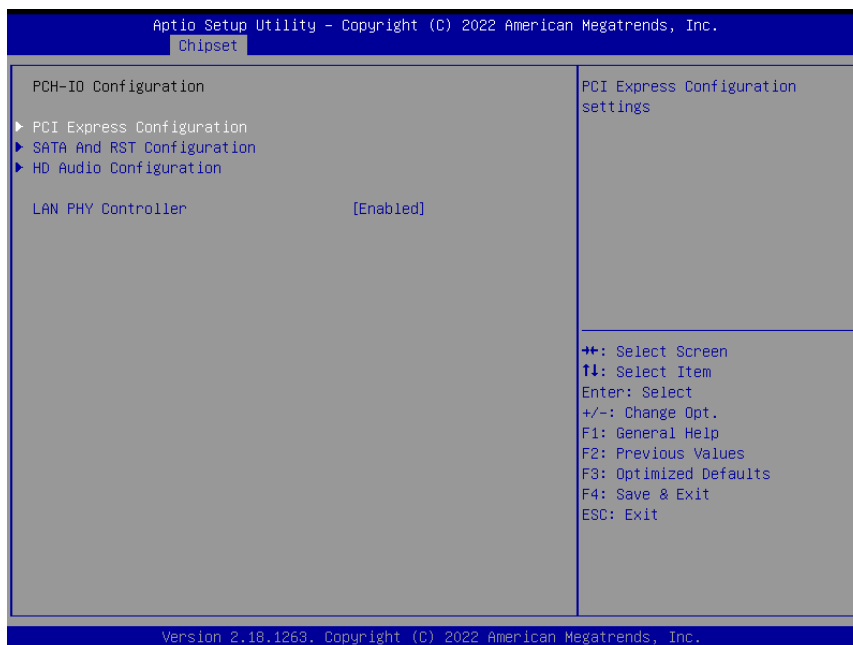 Aptio Setup Utility – Copyright (C) 2022 American Megatrends, Inc.
Chipset
PCH-IO Configuration
PCI Express Configuration
SATA And RST Configuration
HD Audio Configuration
LAN PHY Controller [Enabled]
PCI Express Configuration
settings
→←: Select Screen
↑↓: Select Item
Enter: Select
+/-: Change Opt.
F1: General Help
F2: Previous Values
F3: Optimized Defaults
F4: Save & Exit
ESC: Exit
Version 2.18.1263. Copyright (C) 2022 American Megatrends, Inc.